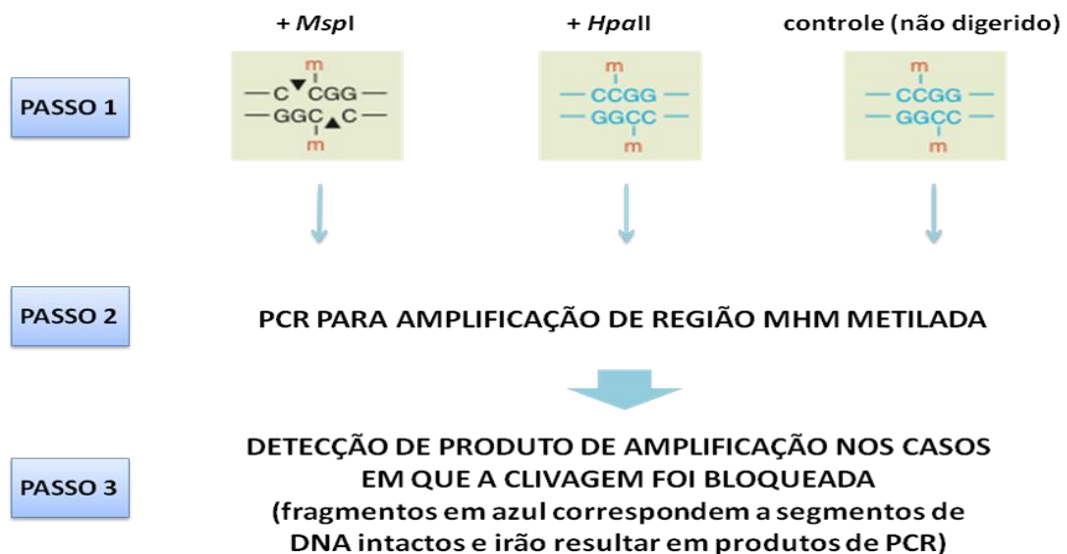 + MspI + HpaII controle (não digerido)
PASSO 1
m m m
C CGG CCGG CCGG
GGC C GGCC GGCC
m m m
PASSO 2
PCR PARA AMPLIFICAÇÃO DE REGIÃO MHM METILADA
DETECÇÃO DE PRODUTO DE AMPLIFICAÇÃO NOS CASOS
EM QUE A CLIVAGEM FOI BLOQUEADA
PASSO 3
(fragmentos em azul correspondem a segmentos de
DNA intactos e irão resultar em produtos de PCR)